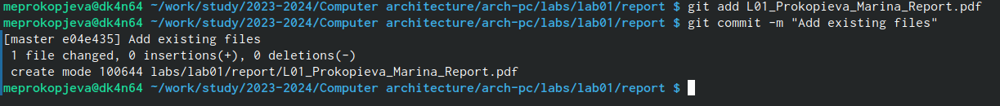 meprokopjeva@dk4n64 ~/work/study/2023-2024/Computer architecture/arch-pc/labs/lab01/report $ git add L01_Prokopieva_Marina_Report.pdf
meprokopjeva@dk4n64 ~/work/study/2023-2024/Computer architecture/arch-pc/labs/lab01/report $ git commit -m "Add existing files"
[master e04e435] Add existing files
 1 file changed, 0 insertions(+), 0 deletions(-)
 create mode 100644 labs/lab01/report/L01_Prokopieva_Marina_Report.pdf
meprokopjeva@dk4n64 ~/work/study/2023-2024/Computer architecture/arch-pc/labs/lab01/report $